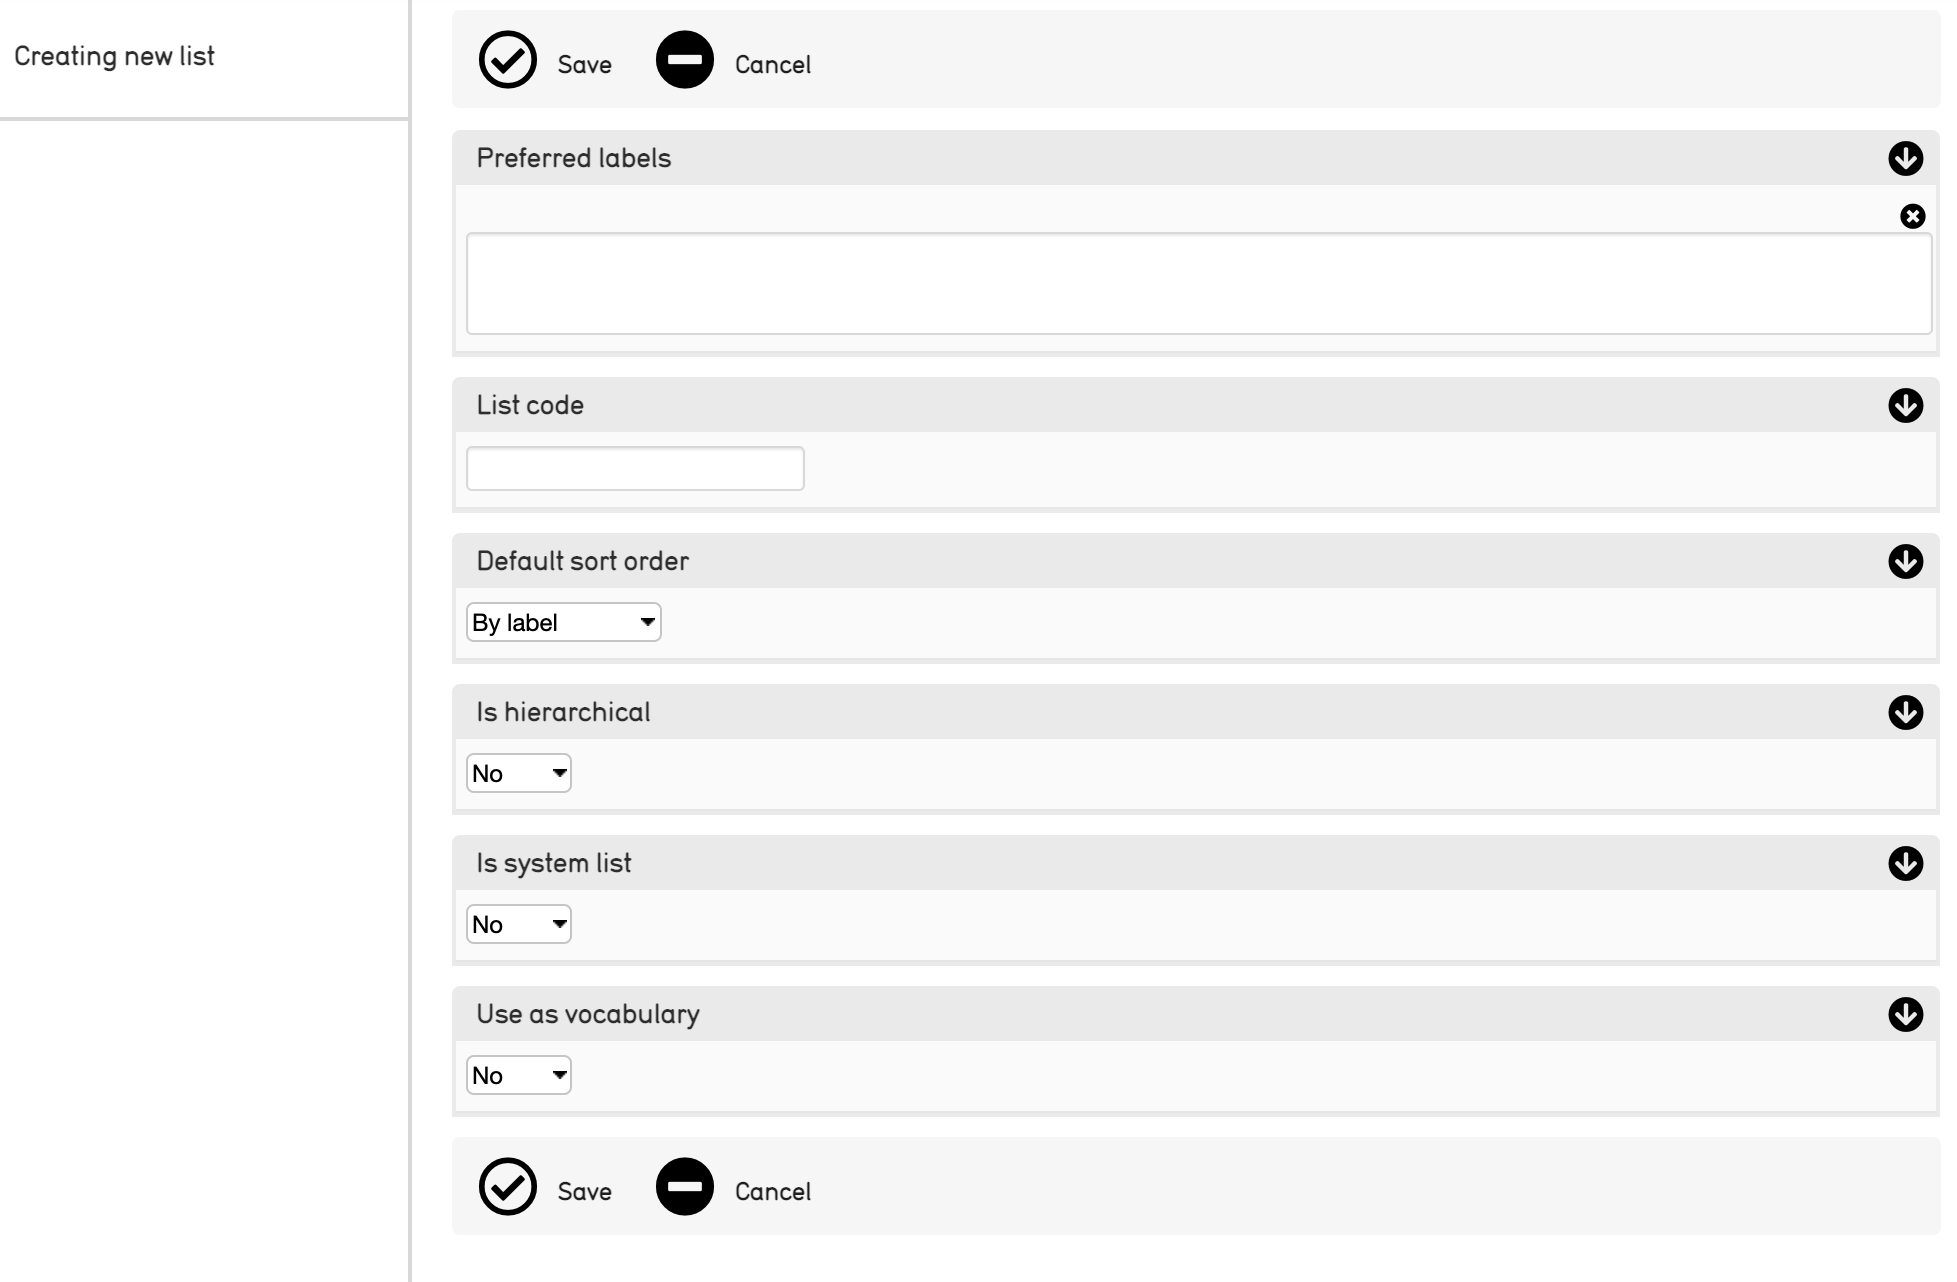 Creating new list
Save Cancel
Preferred labels
List code
Default sort order
By label
Is hierarchical
No
Is system list
No
Use as vocabulary
No
Save Cancel